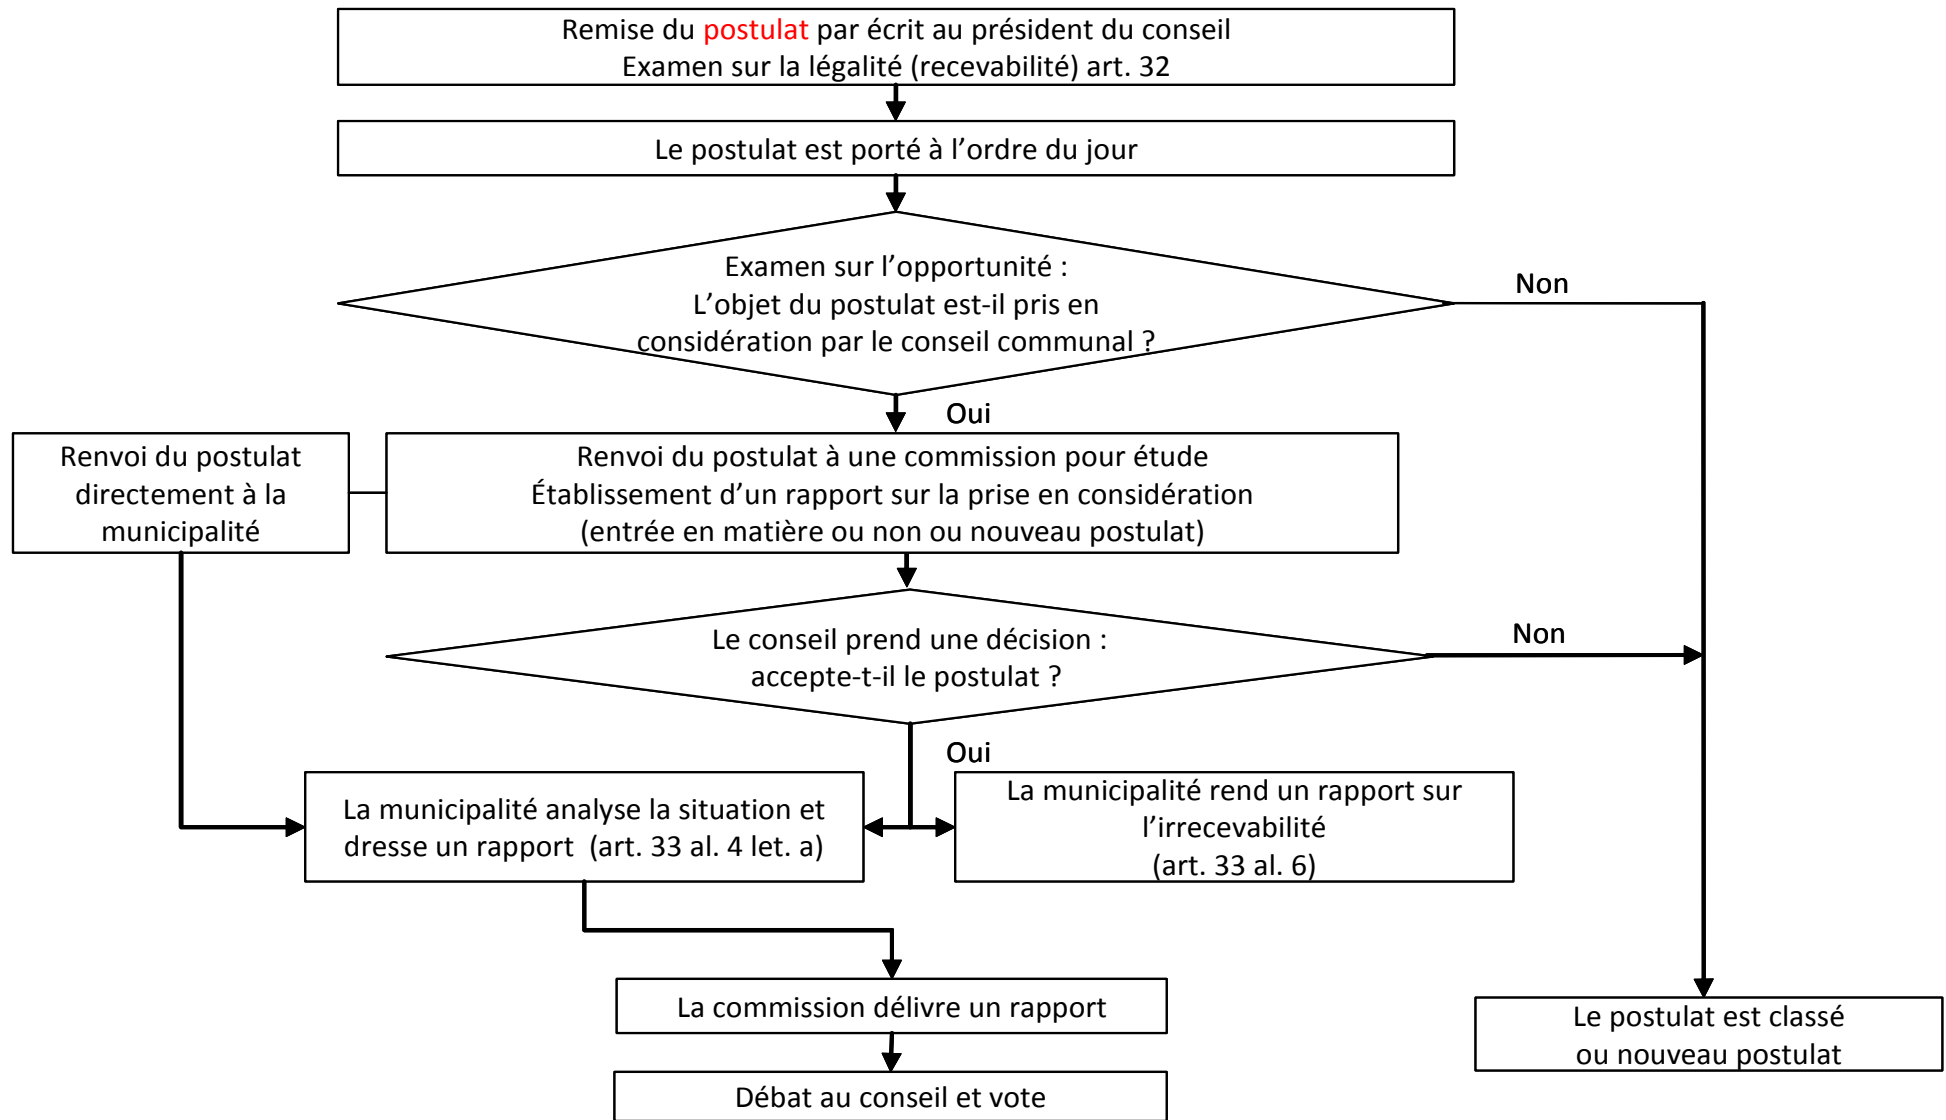 Remise du postulat par écrit au président du conseil
Examen sur la légalité (recevabilité) art. 32
Le postulat est porté à l’ordre du jour
Examen sur l’opportunité :
L’objet du postulat est-il pris en
considération par le conseil communal ?
Non
Oui
Renvoi du postulat
directement à la
municipalité
Renvoi du postulat à une commission pour étude
Établissement d’un rapport sur la prise en considération
(entrée en matière ou non ou nouveau postulat)
Le conseil prend une décision :
accepte-t-il le postulat ?
Non
Oui
La municipalité analyse la situation et
dresse un rapport (art. 33 al. 4 let. a)
La municipalité rend un rapport sur
l’irrecevabilité
(art. 33 al. 6)
La commission délivre un rapport
Le postulat est classé
ou nouveau postulat
Débat au conseil et vote